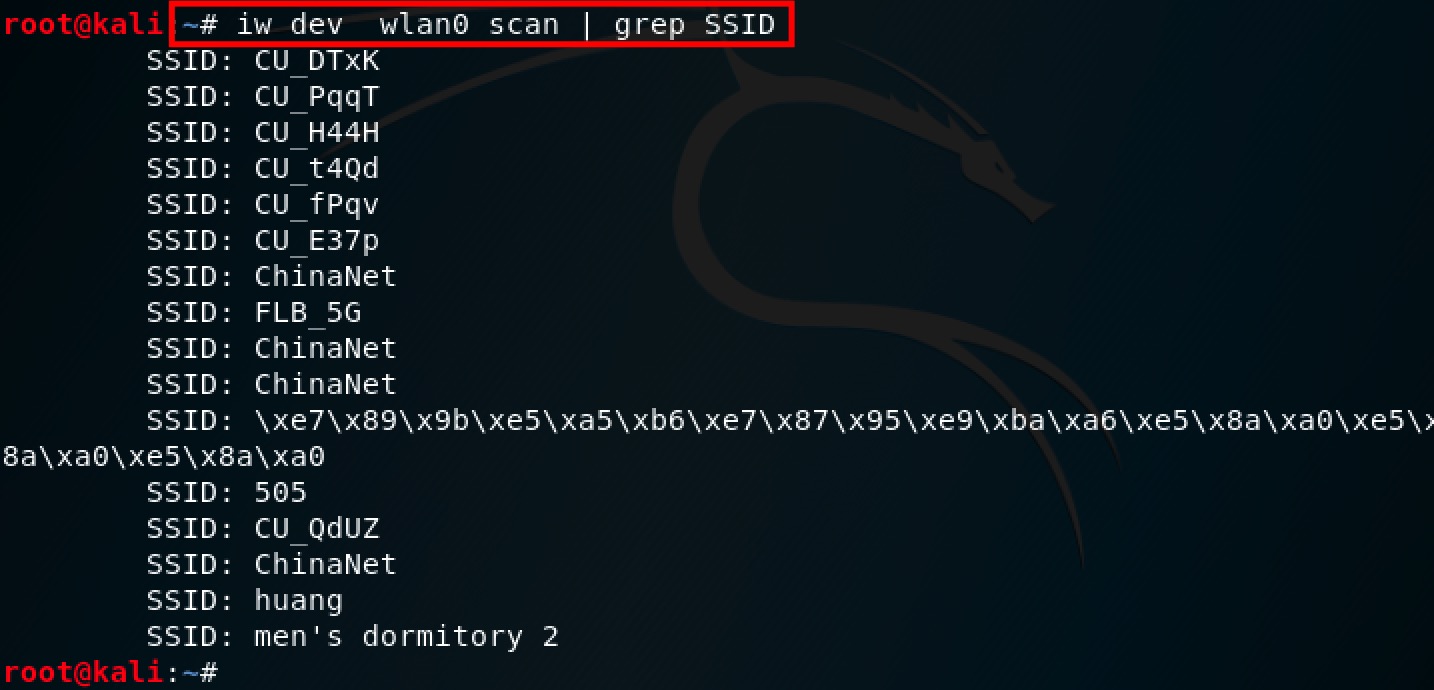 root@kali:~# iw dev  wlan0 scan | grep SSID
        SSID: CU_DTxK
        SSID: CU_PqqT
        SSID: CU_H44H
        SSID: CU_t4Qd
        SSID: CU_fPqv
        SSID: CU_E37p
        SSID: ChinaNet
        SSID: FLB_5G
        SSID: ChinaNet
        SSID: ChinaNet
        SSID: \xe7\x89\x9b\xe5\xa5\xb6\xe7\x87\x95\xe9\xba\xa6\xe5\x8a\xa0\xe5\x
8a\xa0\xe5\x8a\xa0
        SSID: 505
        SSID: CU_QdUZ
        SSID: ChinaNet
        SSID: huang
        SSID: men's dormitory 2
root@kali:~#